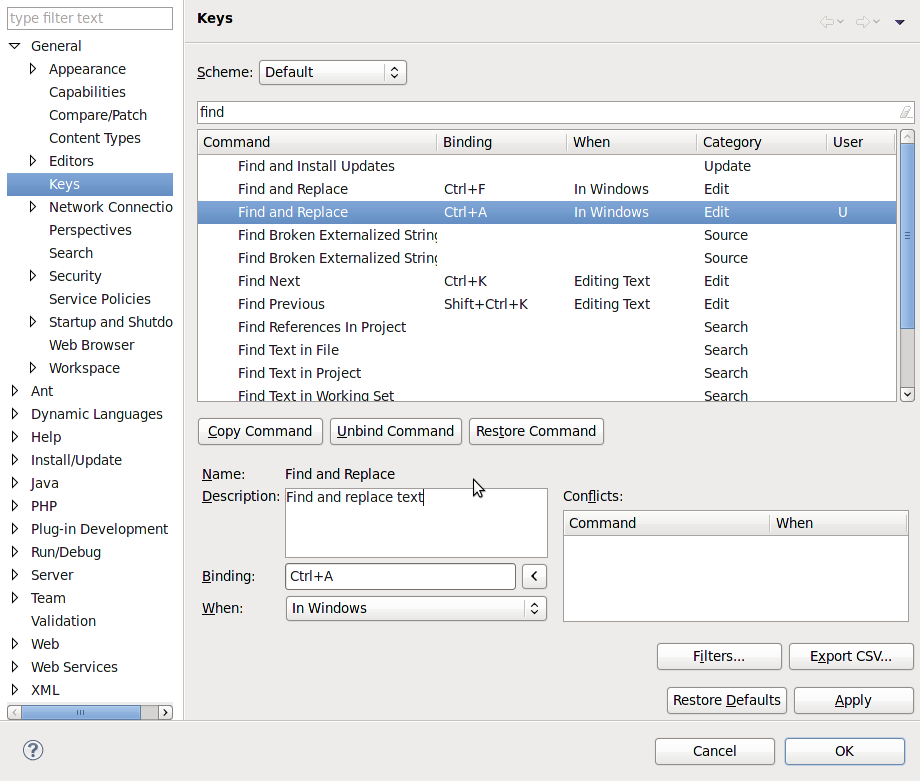 type filter text
General
Appearance
Capabilities
Compare/Patch
Content Types
Editors
Keys
Network Connectio
Perspectives
Search
Security
Service Policies
Startup and Shutdo
Web Browser
Workspace
Ant
Dynamic Languages
Help
Install/Update
Java
PHP
Plug-in Development
Run/Debug
Server
Team
Validation
Web
Web Services
XML
Keys
Scheme: Default
find
Command Binding When Category User
Find and Install Updates Update
Find and Replace Ctrl+F In Windows Edit
Find and Replace Ctrl+A In Windows Edit U
Find Broken Externalized String Source
Find Broken Externalized String Source
Find Next Ctrl+K Editing Text Edit
Find Previous Shift+Ctrl+K Editing Text Edit
Find References In Project Search
Find Text in File Search
Find Text in Project Search
Find Text in Working Set Search
Copy Command Unbind Command Restore Command
Name: Find and Replace
Description: Find and replace text
Binding: Ctrl+A <
When: In Windows
Conflicts:
Command When
Filters... Export CSV...
Restore Defaults Apply
? Cancel OK